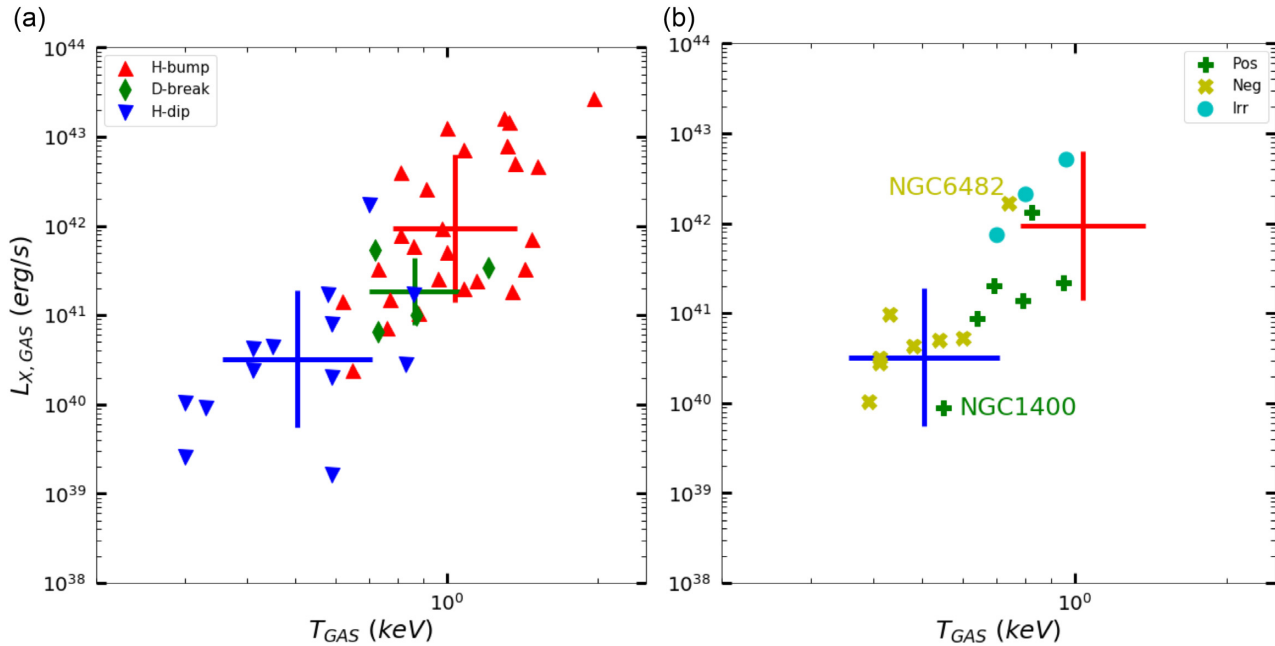 (a)
(b)
H-bump
D-break
H-dip
10^44
10^43
10^42
10^41
10^40
10^39
10^38
10^0
L_X, GAS (erg/s)
T_GAS (keV)
Pos
Neg
Irr
NGC6482
NGC1400
10^44
10^43
10^42
10^41
10^40
10^39
10^38
10^0
T_GAS (keV)